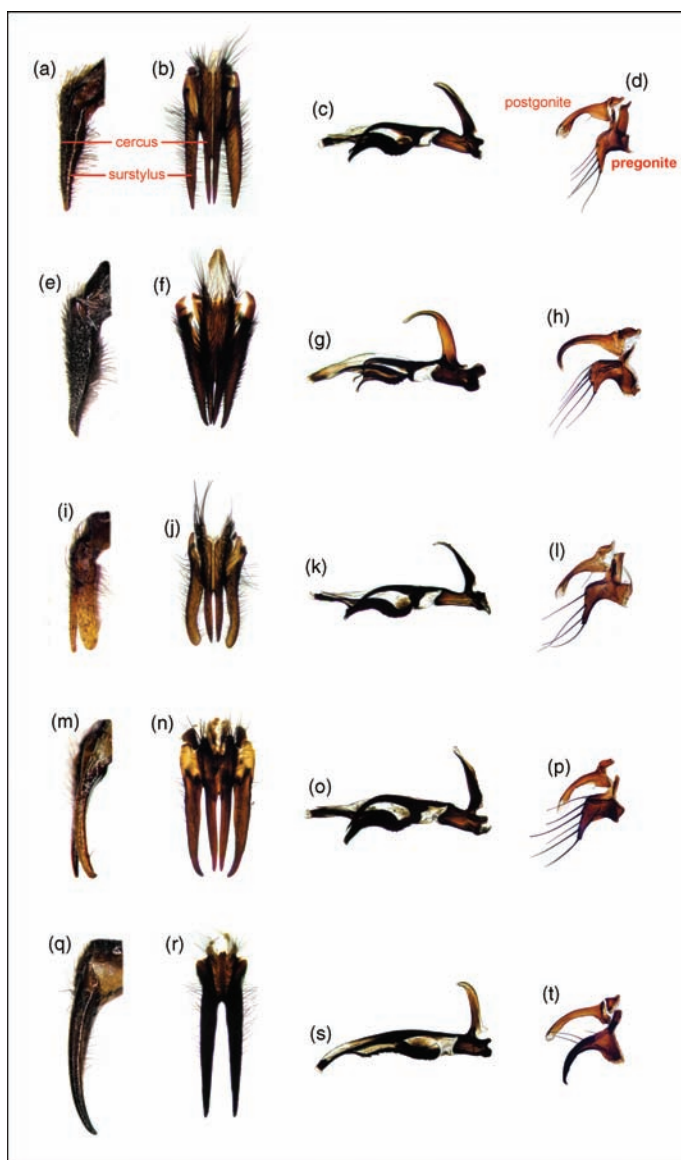 (a) (b) (c) (d)
postgonite
pregonite
cercus
surstylus
(e) (f) (g) (h)
(i) (j) (k) (l)
(m) (n) (o) (p)
(q) (r) (s) (t)